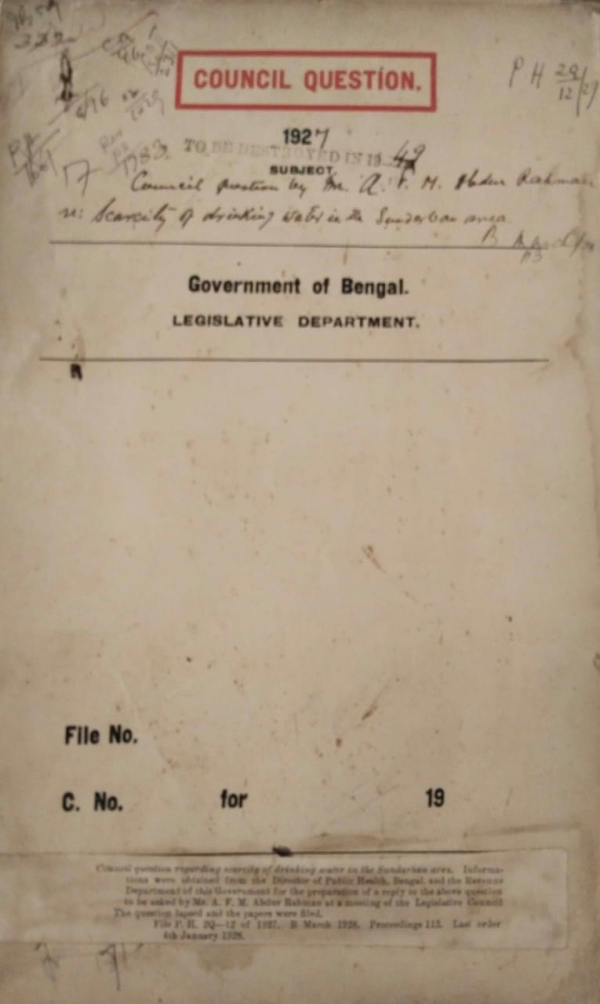 COUNCIL QUESTION.
P H 2Q/12/27
1927
TO BE DESTROYED IN 19 49
SUBJECT.
17 Council question by Mr. A. F. M. Abdur Rahman
re: Scarcity of drinking water in the Sunderban area
Government of Bengal.
LEGISLATIVE DEPARTMENT.
File No.
C. No. for 19
Council question regarding scarcity of drinking water in the Sundarban area. Informa-
tions were obtained from the Director of Public Health, Bengal, and the Revenue
Department of this Government for the preparation of a reply to the above question
to be asked by Mr. A. F. M. Abdur Rahman at a meeting of the Legislative Council
The question lapsed and the papers were filed.
File P. H. 2Q—12 of 1927. B March 1928. Proceedings 113. Last order
4th January 1928.